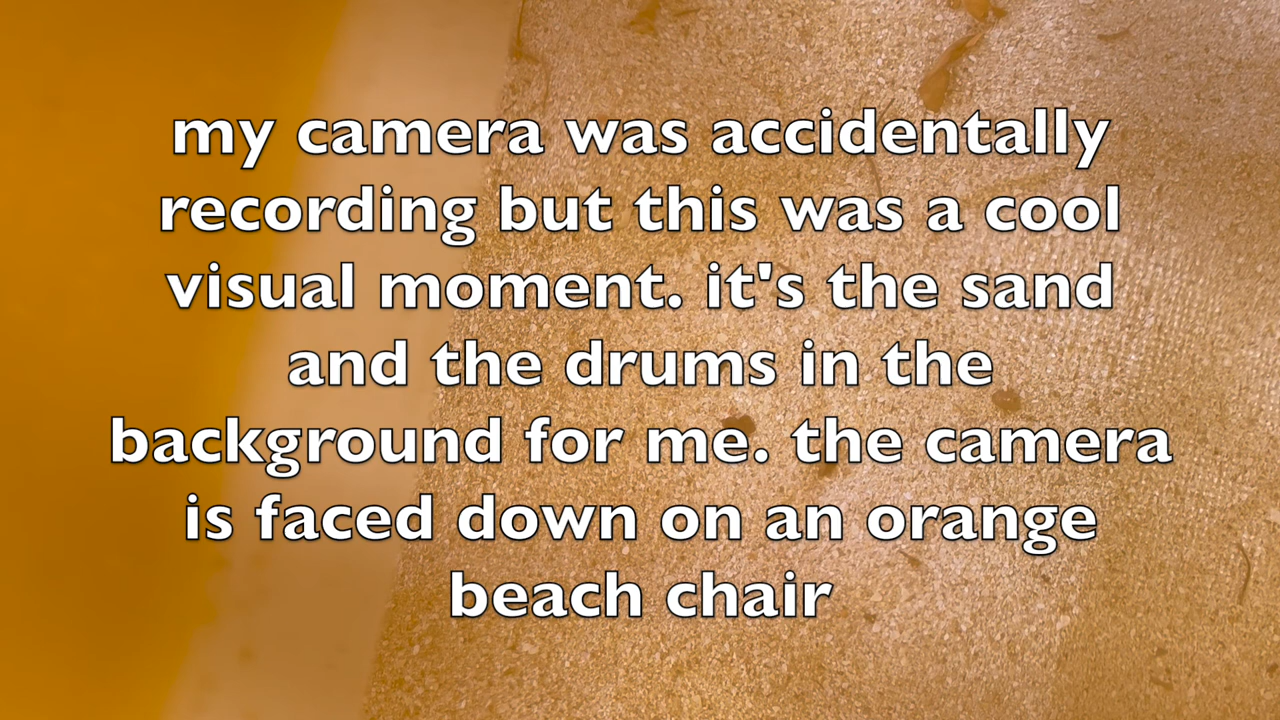 my camera was accidentally
recording but this was a cool
visual moment. it's the sand
and the drums in the
background for me. the camera
is faced down on an orange
beach chair